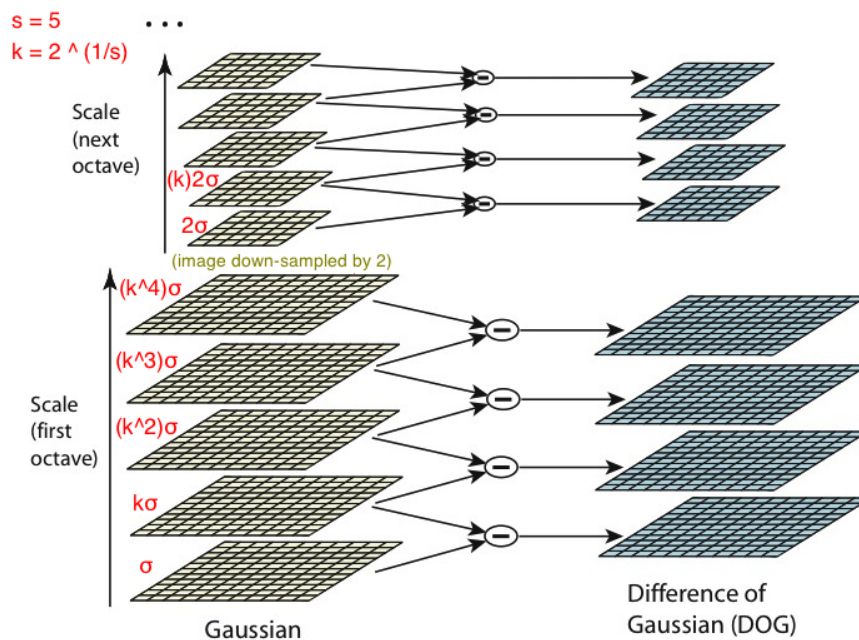 s = 5
• • •
k = 2 ^ (1/s)
Scale
(next
octave)
(k)2σ
2σ
(image down-sampled by 2)
(k^4)σ
(k^3)σ
Scale
(first
octave)
(k^2)σ
kσ
σ
Gaussian
Difference of
Gaussian (DOG)